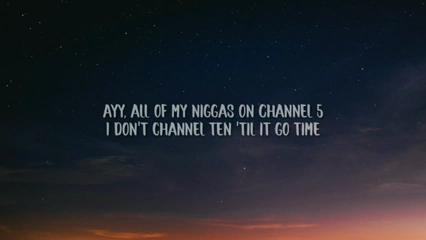 AYY, ALL OF MY NIGGAS ON CHANNEL 5
I DON'T CHANNEL TEN 'TIL IT GO TIME